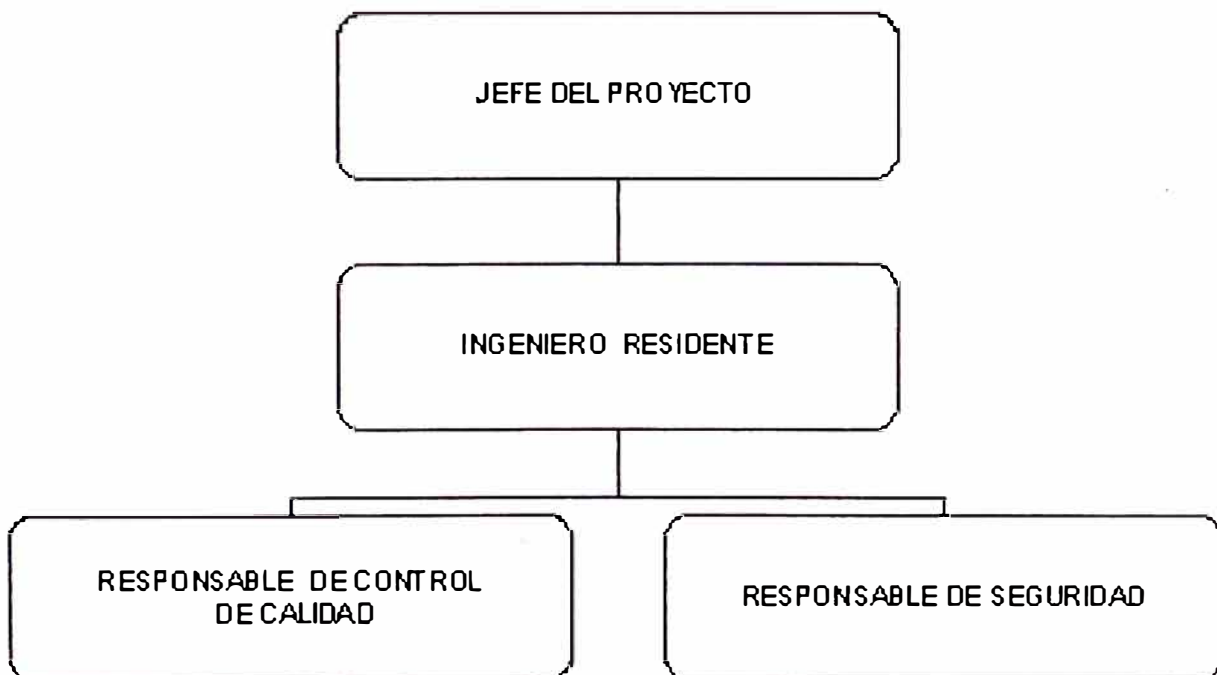 JEFE DEL PROYECTO
INGENIERO RESIDENTE
RESPONSABLE DE CONTROL
DE CALIDAD
RESPONSABLE DE SEGURIDAD